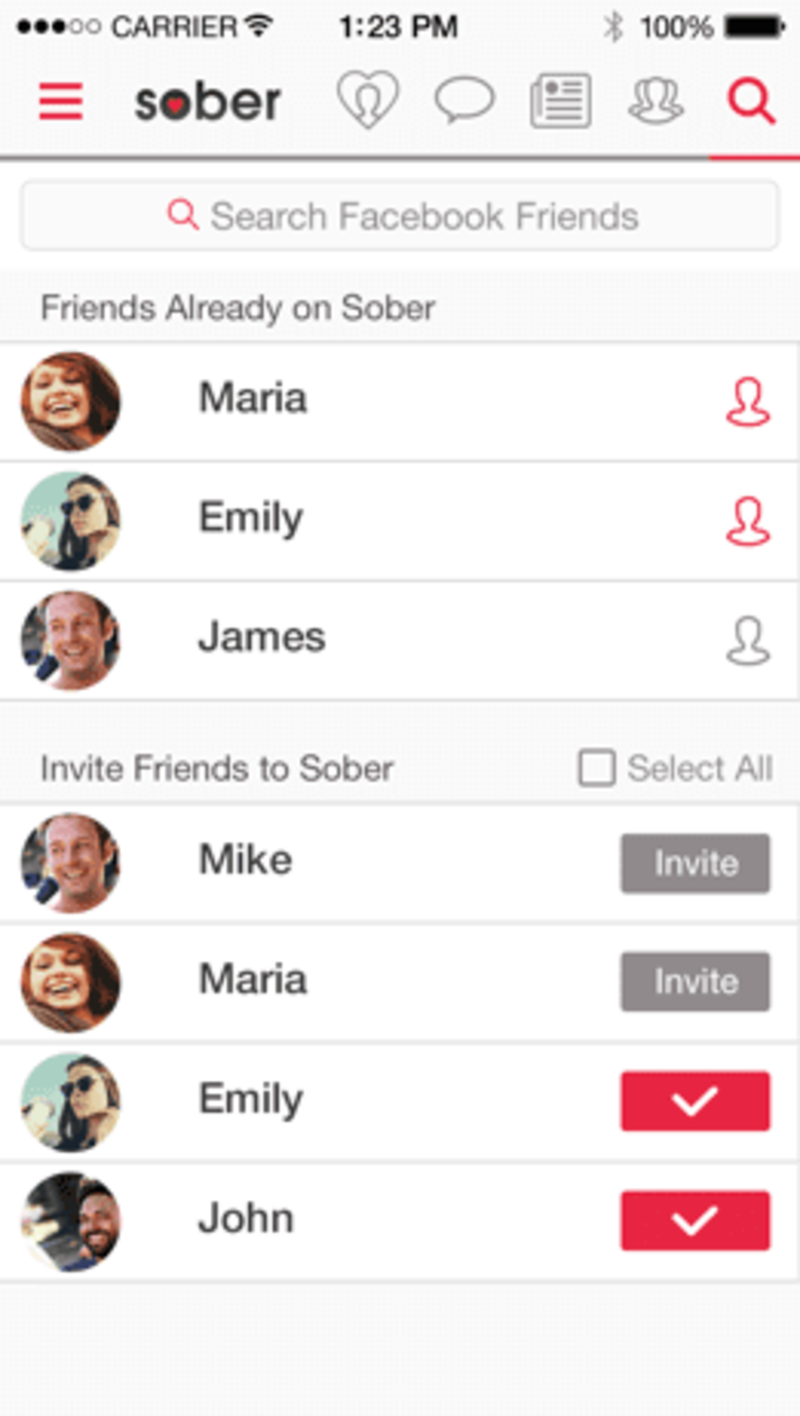 CARRIER 1:23 PM 100%
sober
Search Facebook Friends
Friends Already on Sober
Maria
Emily
James
Invite Friends to Sober Select All
Mike Invite
Maria Invite
Emily
John